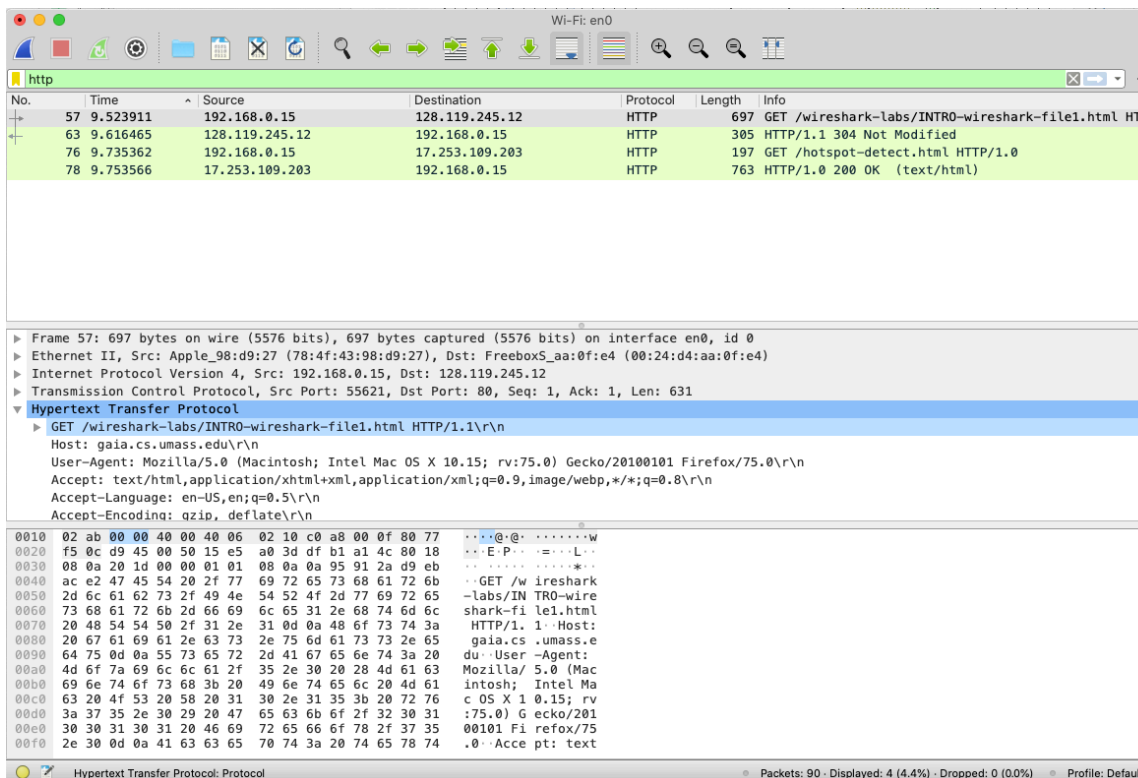 Wi-Fi: en0
http
No. Time Source Destination Protocol Length Info
57 9.523911 192.168.0.15 128.119.245.12 HTTP 697 GET /wireshark-labs/INTRO-wireshark-file1.html HT
63 9.616465 128.119.245.12 192.168.0.15 HTTP 305 HTTP/1.1 304 Not Modified
76 9.735362 192.168.0.15 17.253.109.203 HTTP 197 GET /hotspot-detect.html HTTP/1.0
78 9.753566 17.253.109.203 192.168.0.15 HTTP 763 HTTP/1.0 200 OK (text/html)
Frame 57: 697 bytes on wire (5576 bits), 697 bytes captured (5576 bits) on interface en0, id 0
Ethernet II, Src: Apple_98:d9:27 (78:4f:43:98:d9:27), Dst: FreeboxS_aa:0f:e4 (00:24:d4:aa:0f:e4)
Internet Protocol Version 4, Src: 192.168.0.15, Dst: 128.119.245.12
Transmission Control Protocol, Src Port: 55621, Dst Port: 80, Seq: 1, Ack: 1, Len: 631
Hypertext Transfer Protocol
GET /wireshark-labs/INTRO-wireshark-file1.html HTTP/1.1\r\n
Host: gaia.cs.umass.edu\r\n
User-Agent: Mozilla/5.0 (Macintosh; Intel Mac OS X 10.15; rv:75.0) Gecko/20100101 Firefox/75.0\r\n
Accept: text/html,application/xhtml+xml,application/xml;q=0.9,image/webp,*/*;q=0.8\r\n
Accept-Language: en-US,en;q=0.5\r\n
Accept-Encoding: gzip, deflate\r\n
0010 02 ab 00 00 40 00 40 06 02 10 c0 a8 00 0f 80 77 ····@·@· ·······w
0020 f5 0c d9 45 00 50 15 e5 a0 3d df b1 a1 4c 80 18 ···E·P·· ·=···L··
0030 08 0a 20 1d 00 00 01 01 08 0a 0a 95 91 2a d9 eb ·· ····· ·····*··
0040 ac e2 47 45 54 20 2f 77 69 72 65 73 68 61 72 6b ··GET /w ireshark
0050 2d 6c 61 62 73 2f 49 4e 54 52 4f 2d 77 69 72 65 -labs/IN TRO-wire
0060 73 68 61 72 6b 2d 66 69 6c 65 31 2e 68 74 6d 6c shark-fi le1.html
0070 20 48 54 54 50 2f 31 2e 31 0d 0a 48 6f 73 74 3a HTTP/1. 1··Host:
0080 20 67 61 69 61 2e 63 73 2e 75 6d 61 73 73 2e 65 gaia.cs .umass.e
0090 64 75 0d 0a 55 73 65 72 2d 41 67 65 6e 74 3a 20 du··User -Agent:
00a0 4d 6f 7a 69 6c 6c 61 2f 35 2e 30 20 28 4d 61 63 Mozilla/ 5.0 (Mac
00b0 69 6e 74 6f 73 68 3b 20 49 6e 74 65 6c 20 4d 61 intosh; Intel Ma
00c0 63 20 4f 53 20 58 20 31 30 2e 31 35 3b 20 72 76 c OS X 1 0.15; rv
00d0 3a 37 35 2e 30 29 20 47 65 63 6b 6f 2f 32 30 31 :75.0) G ecko/201
00e0 30 30 31 30 31 20 46 69 72 65 66 6f 78 2f 37 35 00101 Fi refox/75
00f0 2e 30 0d 0a 41 63 63 65 70 74 3a 20 74 65 78 74 .0··Acce pt: text
Hypertext Transfer Protocol: Protocol Packets: 90 · Displayed: 4 (4.4%) · Dropped: 0 (0.0%) Profile: Defau